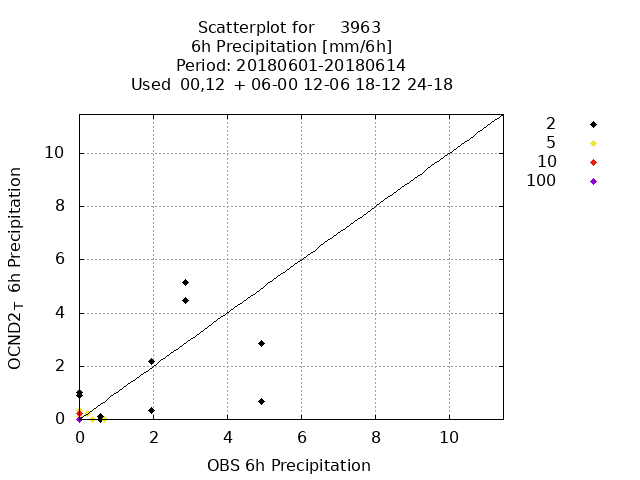 Scatterplot for 3963
6h Precipitation [mm/6h]
Period: 20180601-20180614
Used 00,12 + 06-00 12-06 18-12 24-18
2
5
10
100
OCND2T 6h Precipitation
10
8
6
4
2
0
0 2 4 6 8 10
OBS 6h Precipitation